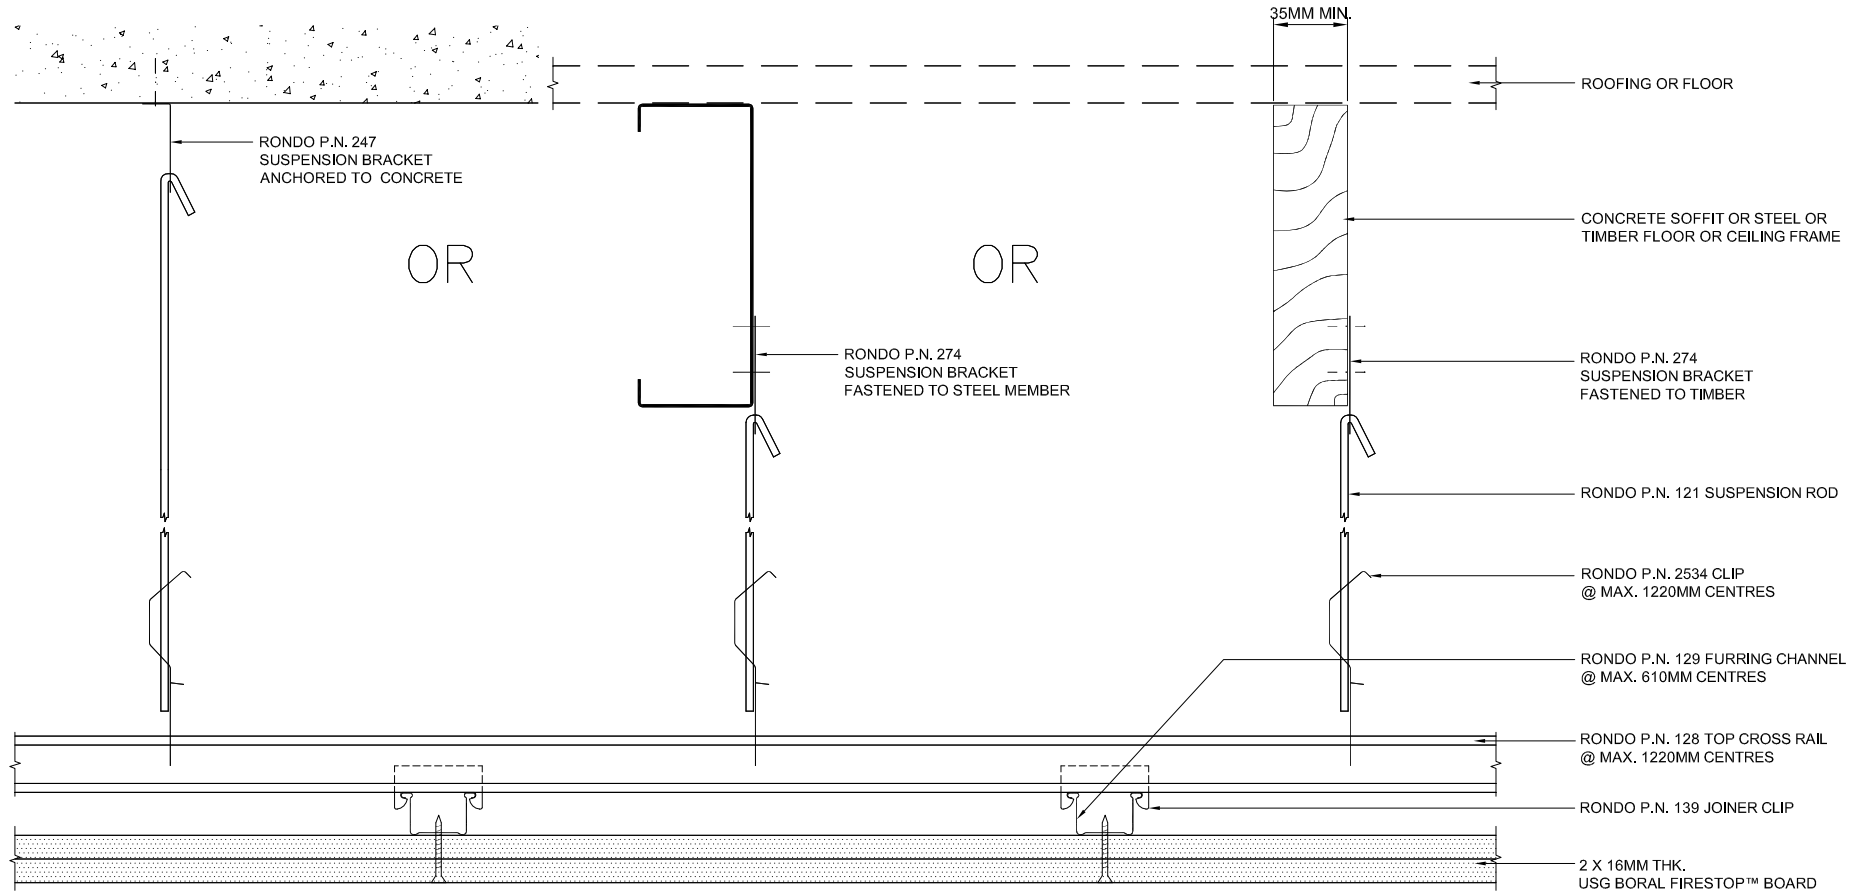 35MM MIN.
ROOFING OR FLOOR
RONDO P.N. 247
SUSPENSION BRACKET
ANCHORED TO CONCRETE
CONCRETE SOFFIT OR STEEL OR
TIMBER FLOOR OR CEILING FRAME
OR
OR
RONDO P.N. 274
SUSPENSION BRACKET
FASTENED TO STEEL MEMBER
RONDO P.N. 274
SUSPENSION BRACKET
FASTENED TO TIMBER
RONDO P.N. 121 SUSPENSION ROD
RONDO P.N. 2534 CLIP
@ MAX. 1220MM CENTRES
RONDO P.N. 129 FURRING CHANNEL
@ MAX. 610MM CENTRES
RONDO P.N. 128 TOP CROSS RAIL
@ MAX. 1220MM CENTRES
RONDO P.N. 139 JOINER CLIP
2 X 16MM THK.
USG BORAL FIRESTOP™ BOARD